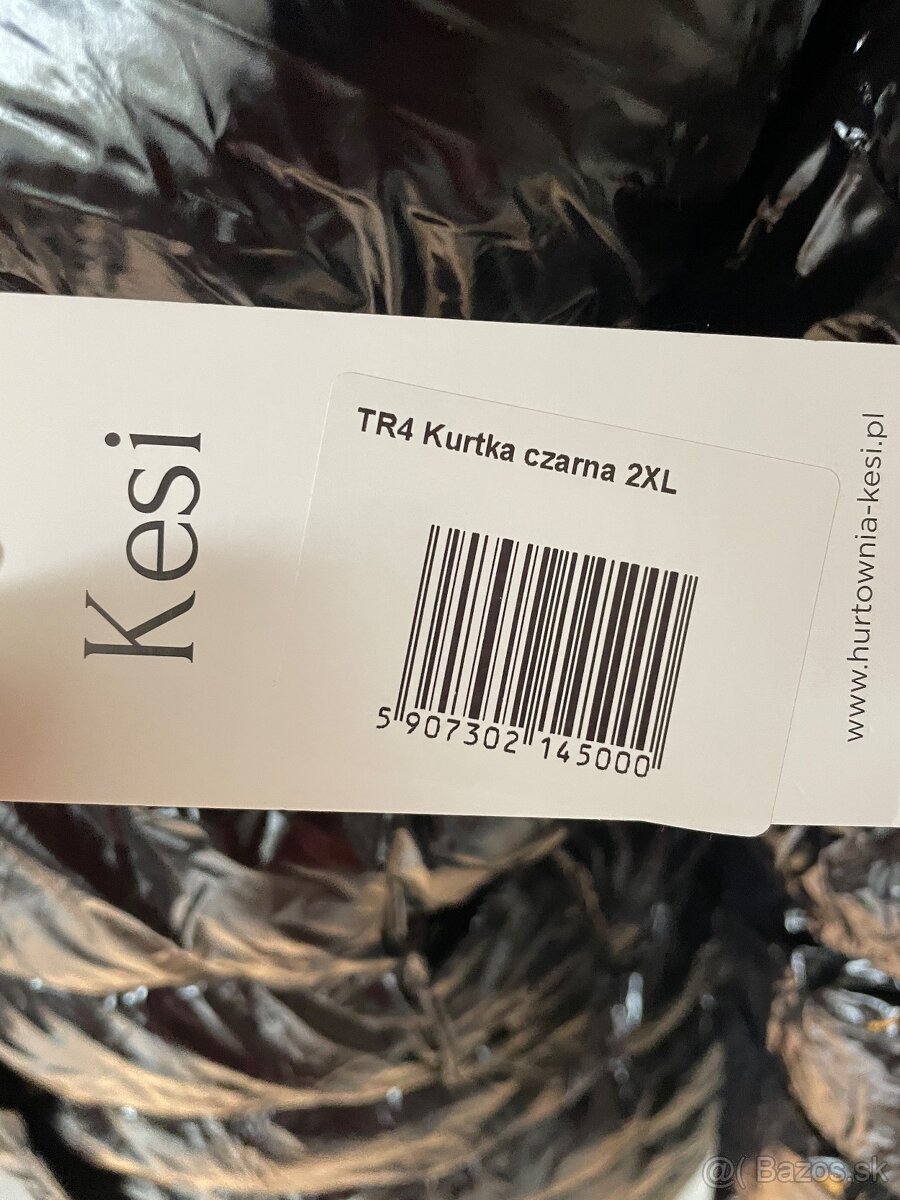 Kesi
TR4 Kurtka czarna 2XL
5 907302 145000
www.hurtownia-kesi.pl
@( Bazos.sk